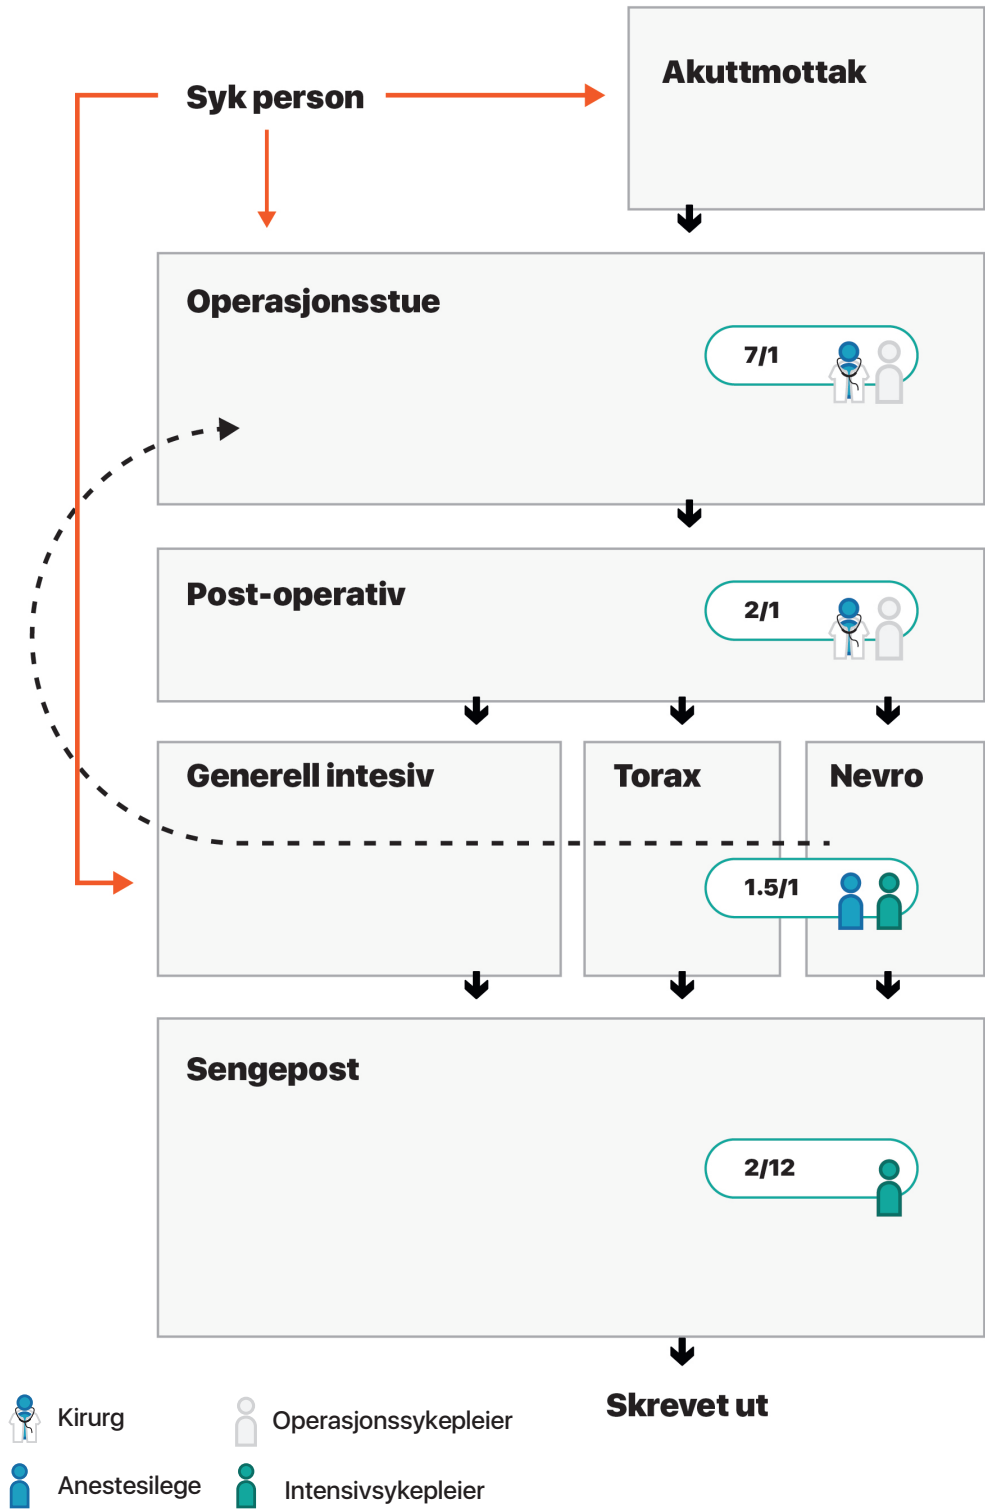 Akuttmottak
Syk person
Operasjonsstue
7/1
Post-operativ
2/1
Generell intesiv
Torax
Nevro
1.5/1
Sengepost
2/12
Skrevet ut
Kirurg
Operasjonssykepleier
Anestesilege
Intensivsykepleier